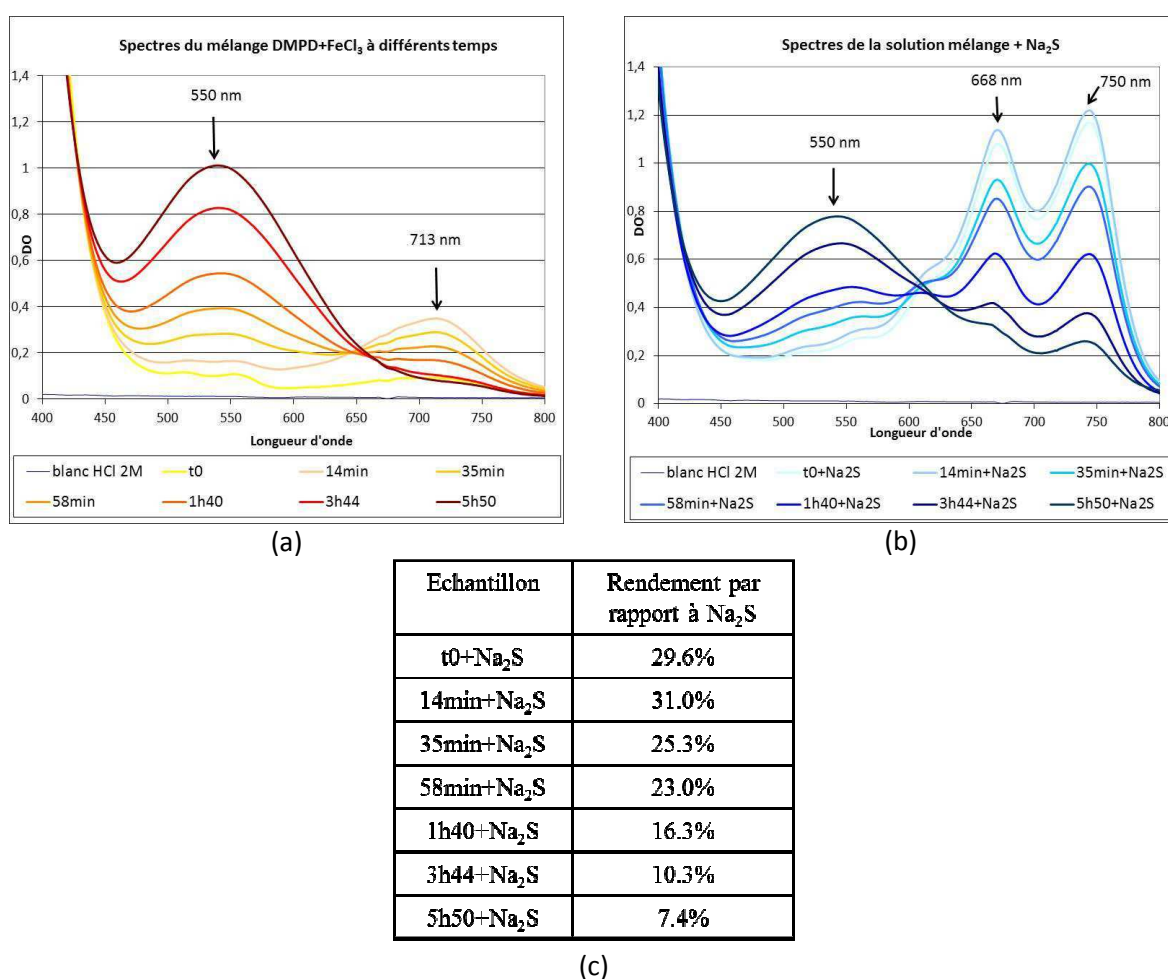 Spectres du mélange DMPD+FeCl₃ à différents temps
1,4
1,2
1
0,8
0,6
0,4
0,2
0
DO
550 nm
713 nm
400 450 500 550 600 650 700 750 800
Longueur d'onde
blanc HCl 2M t0 14min 35min
58min 1h40 3h44 5h50
(a)
Spectres de la solution mélange + Na₂S
1,4
1,2
1
0,8
0,6
0,4
0,2
0
DO
550 nm
668 nm
750 nm
400 450 500 550 600 650 700 750 800
Longueur d'onde
blanc HCl 2M t0+Na2S 14min+Na2S 35min+Na2S
58min+Na2S 1h40+Na2S 3h44+Na2S 5h50+Na2S
(b)
Echantillon Rendement par
rapport à Na₂S
t0+Na₂S 29.6%
14min+Na₂S 31.0%
35min+Na₂S 25.3%
58min+Na₂S 23.0%
1h40+Na₂S 16.3%
3h44+Na₂S 10.3%
5h50+Na₂S 7.4%
(c)